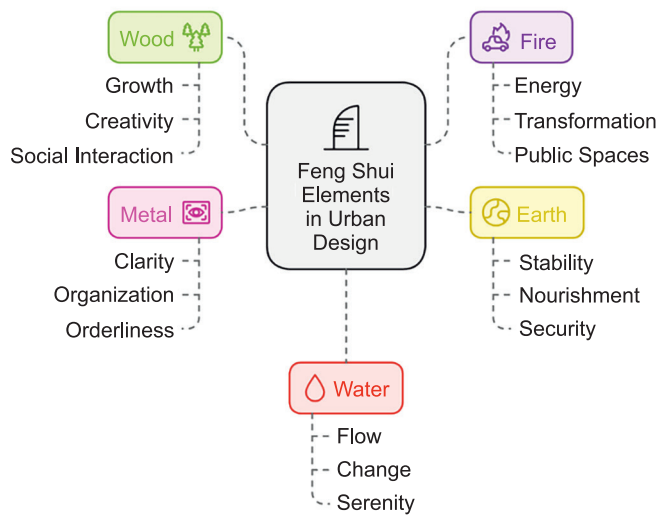 Wood
Growth
Creativity
Social Interaction
Fire
Energy
Transformation
Public Spaces
Feng Shui
Elements
in Urban
Design
Metal
Clarity
Organization
Orderliness
Earth
Stability
Nourishment
Security
Water
Flow
Change
Serenity